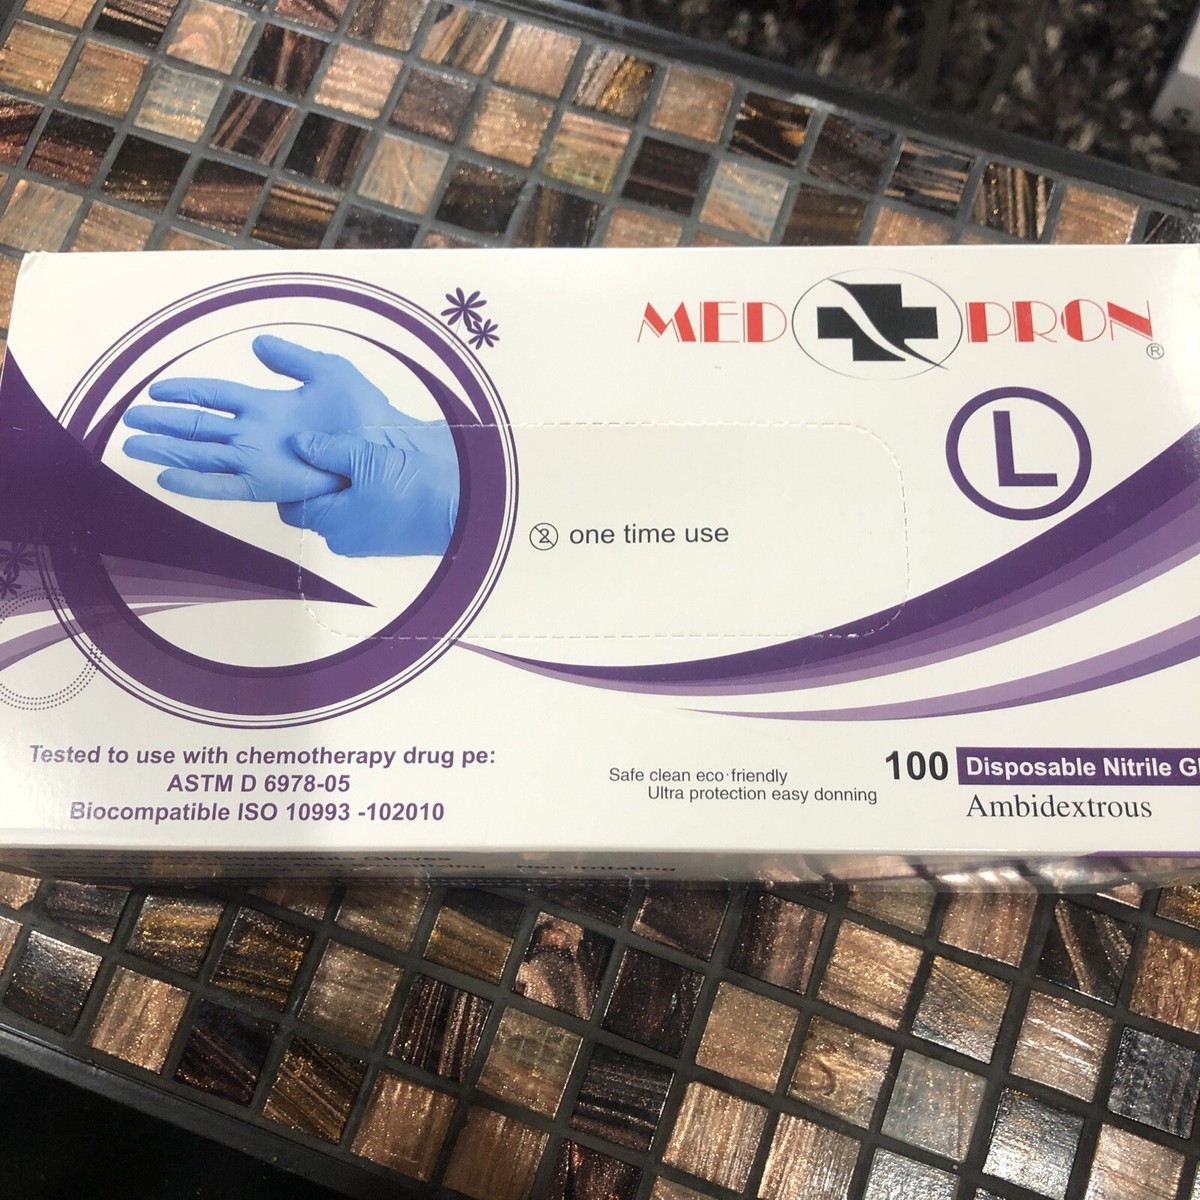 MED PRON®
L
one time use
Tested to use with chemotherapy drug pe:
ASTM D 6978-05
Biocompatible ISO 10993 -102010
Safe clean eco·friendly
Ultra protection easy donning
100 Disposable Nitrile
Ambidextrous